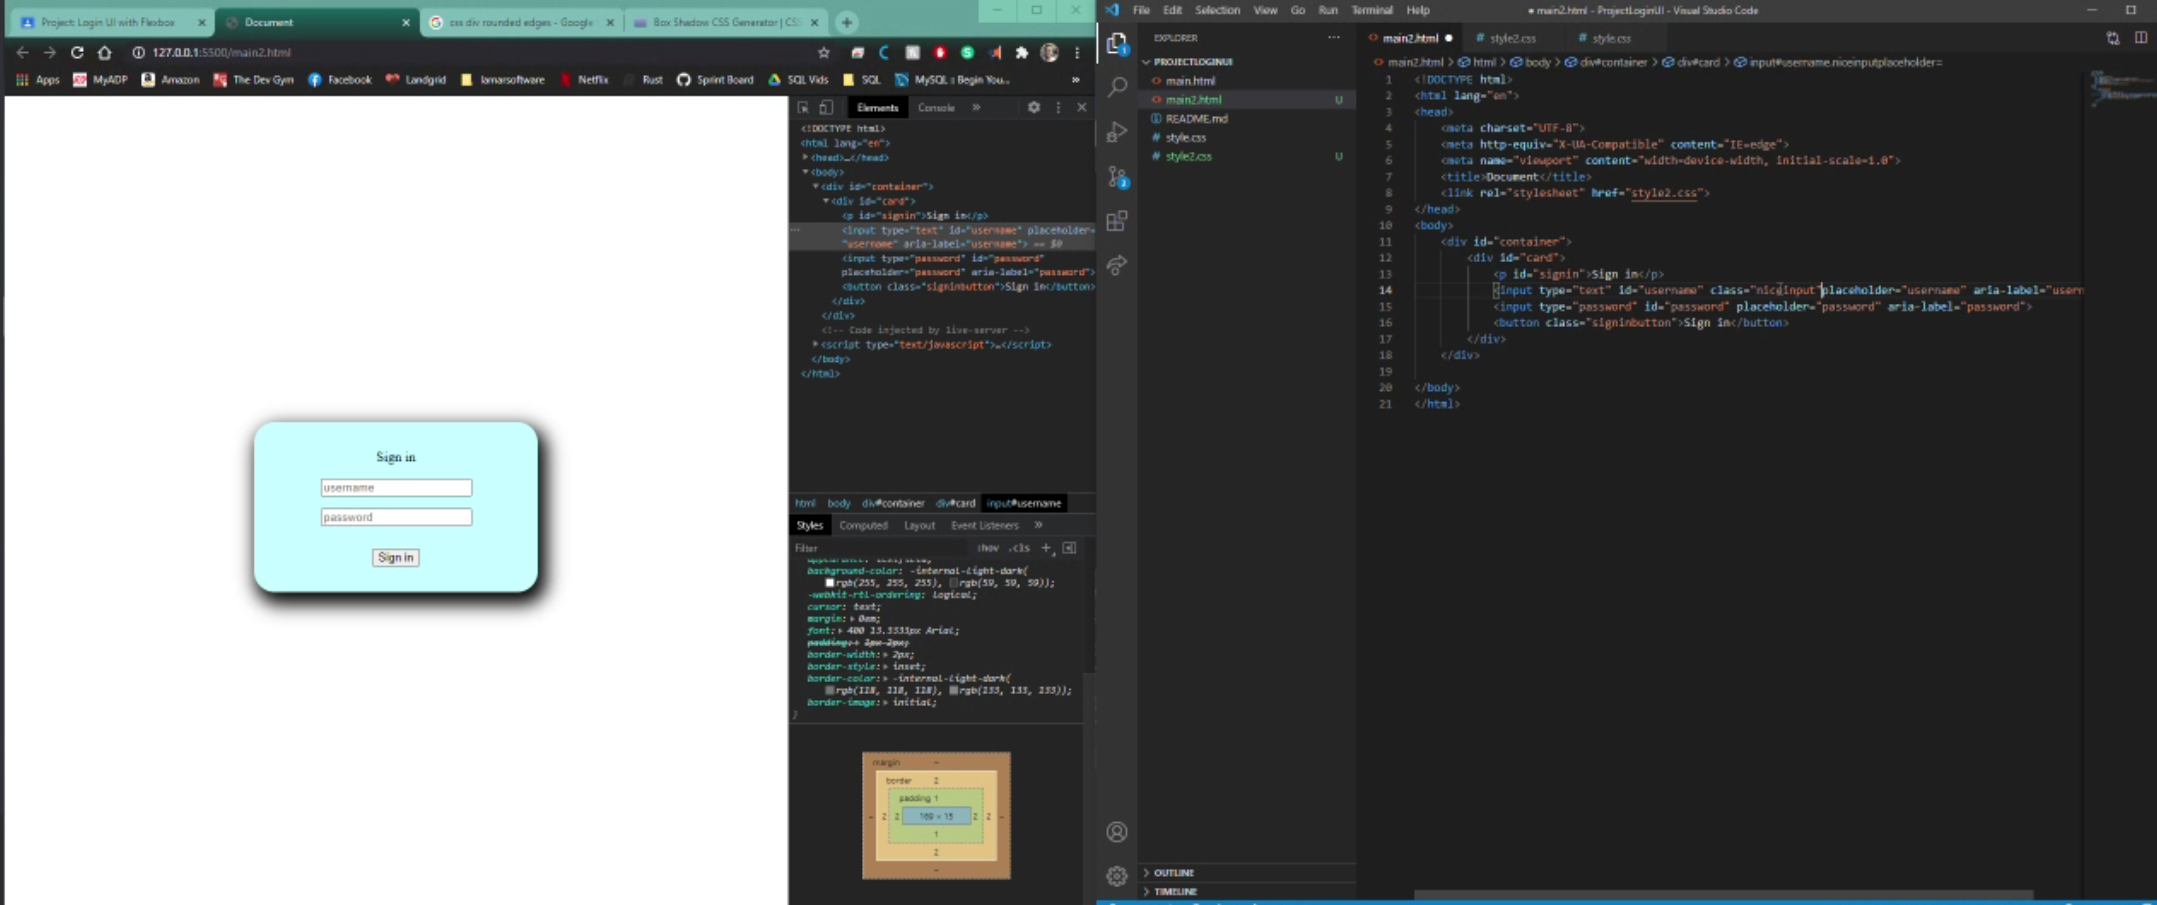 Project: Login UI with Flexbox
Document
css div rounded edges - Google
Box Shadow CSS Generator | CSS
127.0.0.1:5500/main2.html
Apps MyADP Amazon The Dev Gym Facebook Landgrid lamarsoftware Netflix Rust Sprint Board SQL Vids SQL MySQL :: Begin You... »
Sign in
username
password
Sign in
Elements Console »
<!DOCTYPE html>
<html lang="en">
<head>…</head>
<body>
<div id="container">
<div id="card">
<p id="signin">Sign in</p>
<input type="text" id="username" placeholder=
"username" aria-label="username"> == $0
<input type="password" id="password"
placeholder="password" aria-label="password">
<button class="signinbutton">Sign in</button>
</div>
</div>
<!-- Code injected by live-server -->
<script type="text/javascript">…</script>
</body>
</html>
html body div#container div#card input#username
Styles Computed Layout Event Listeners »
Filter :hov .cls +
background-color: -internal-light-dark(
rgb(255, 255, 255), rgb(59, 59, 59));
-webkit-rtl-ordering: logical;
cursor: text;
margin: 0em;
font: 400 13.3333px Arial;
padding: 1px 2px;
border-width: 2px;
border-style: inset;
border-color: -internal-light-dark(
rgb(118, 118, 118), rgb(133, 133, 133));
border-image: initial;
}
margin -
border 2
padding 1
- 2 2 169 × 15 2 2 -
1
2
-
File Edit Selection View Go Run Terminal Help
● main2.html - ProjectLoginUI - Visual Studio Code
EXPLORER ...
PROJECTLOGINUI
main.html
main2.html U
README.md
style.css
style2.css U
OUTLINE
TIMELINE
1
2
main2.html ● style2.css style.css
main2.html > html > body > div#container > div#card > input#username.niceinputplaceholder=
1 <!DOCTYPE html>
2 <html lang="en">
3 <head>
4 <meta charset="UTF-8">
5 <meta http-equiv="X-UA-Compatible" content="IE=edge">
6 <meta name="viewport" content="width=device-width, initial-scale=1.0">
7 <title>Document</title>
8 <link rel="stylesheet" href="style2.css">
9 </head>
10 <body>
11 <div id="container">
12 <div id="card">
13 <p id="signin">Sign in</p>
14 <input type="text" id="username" class="niceinput"placeholder="username" aria-label="usern
15 <input type="password" id="password" placeholder="password" aria-label="password">
16 <button class="signinbutton">Sign in</button>
17 </div>
18 </div>
19
20 </body>
21 </html>